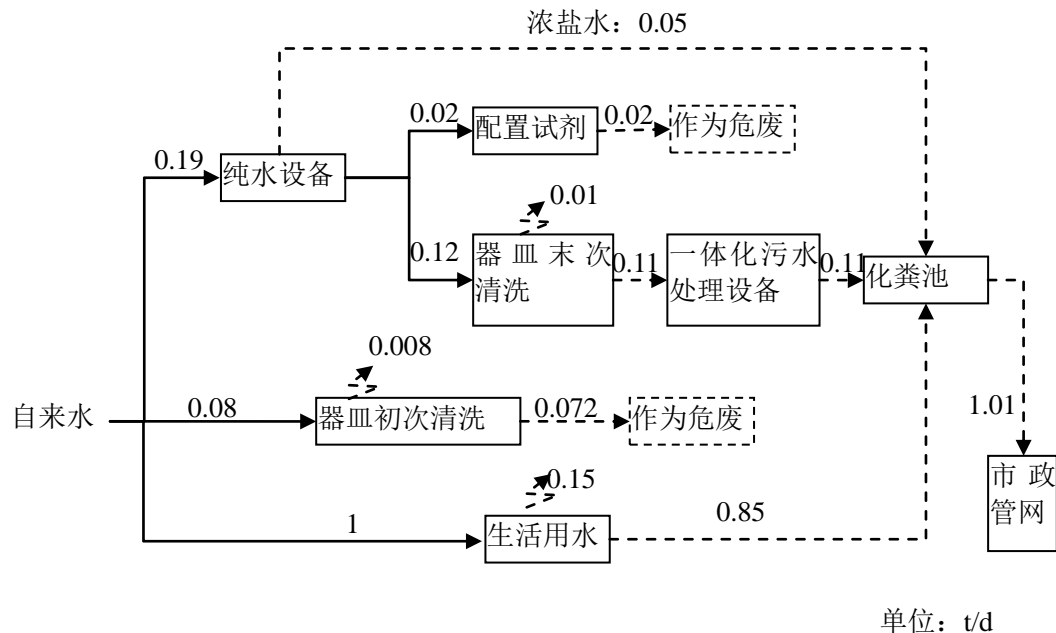 浓盐水：0.05
0.02
配置试剂
0.02
作为危废
0.19
纯水设备
0.01
0.12
器皿末次
清洗
0.11
一体化污水
处理设备
0.11
化粪池
0.008
自来水
0.08
器皿初次清洗
0.072
作为危废
1.01
市政
管网
0.15
1
生活用水
0.85
单位：t/d